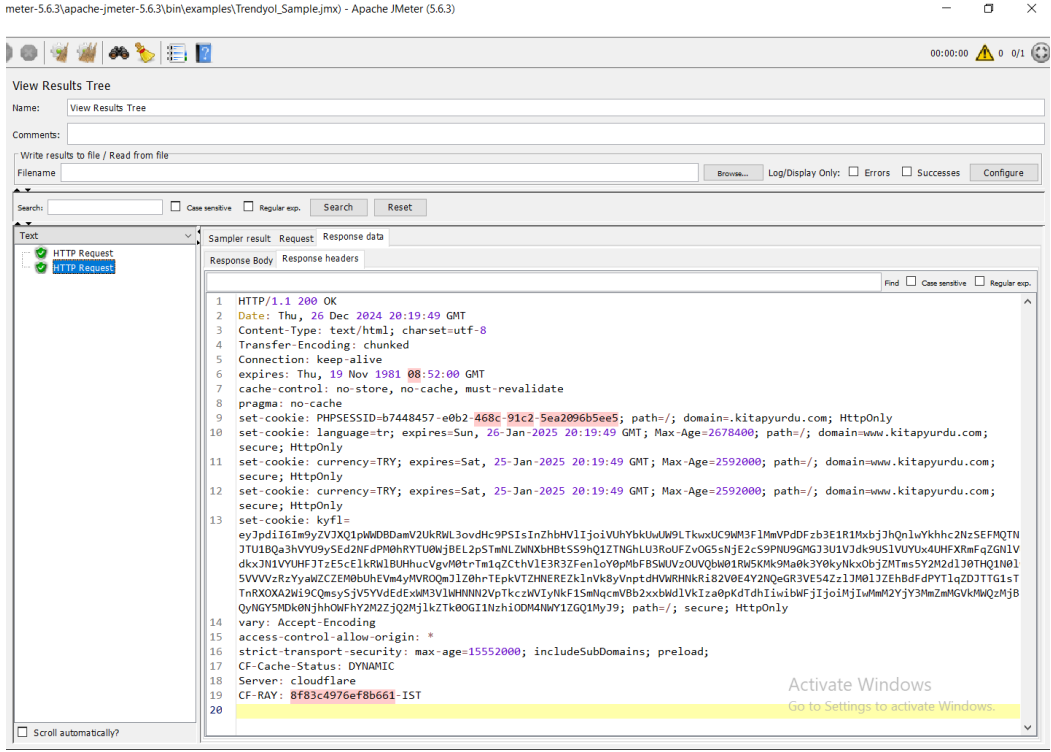 meter-5.6.3\apache-jmeter-5.6.3\bin\examples\Trendyol_Sample.jmx) - Apache JMeter (5.6.3)
00:00:00 0 0/1
View Results Tree
Name: View Results Tree
Comments:
Write results to file / Read from file
Filename Browse... Log/Display Only: Errors Successes Configure
Search: Case sensitive Regular exp. Search Reset
Text
HTTP Request
HTTP Request
Scroll automatically?
Sampler result Request Response data
Response Body Response headers
Find Case sensitive Regular exp.
1 HTTP/1.1 200 OK
2 Date: Thu, 26 Dec 2024 20:19:49 GMT
3 Content-Type: text/html; charset=utf-8
4 Transfer-Encoding: chunked
5 Connection: keep-alive
6 expires: Thu, 19 Nov 1981 08:52:00 GMT
7 cache-control: no-store, no-cache, must-revalidate
8 pragma: no-cache
9 set-cookie: PHPSESSID=b7448457-e0b2-468c-91c2-5ea2096b5ee5; path=/; domain=.kitapyurdu.com; HttpOnly
10 set-cookie: language=tr; expires=Sun, 26-Jan-2025 20:19:49 GMT; Max-Age=2678400; path=/; domain=www.kitapyurdu.com;
secure; HttpOnly
11 set-cookie: currency=TRY; expires=Sat, 25-Jan-2025 20:19:49 GMT; Max-Age=2592000; path=/; domain=www.kitapyurdu.com;
secure; HttpOnly
12 set-cookie: currency=TRY; expires=Sat, 25-Jan-2025 20:19:49 GMT; Max-Age=2592000; path=/; domain=www.kitapyurdu.com;
secure; HttpOnly
13 set-cookie: kyfl=
path=/; secure; HttpOnly
14 vary: Accept-Encoding
15 access-control-allow-origin: *
16 strict-transport-security: max-age=15552000; includeSubDomains; preload;
17 CF-Cache-Status: DYNAMIC
18 Server: cloudflare
19 CF-RAY: 8f83c4976ef8b661-IST
20
Activate Windows
Go to Settings to activate Windows.